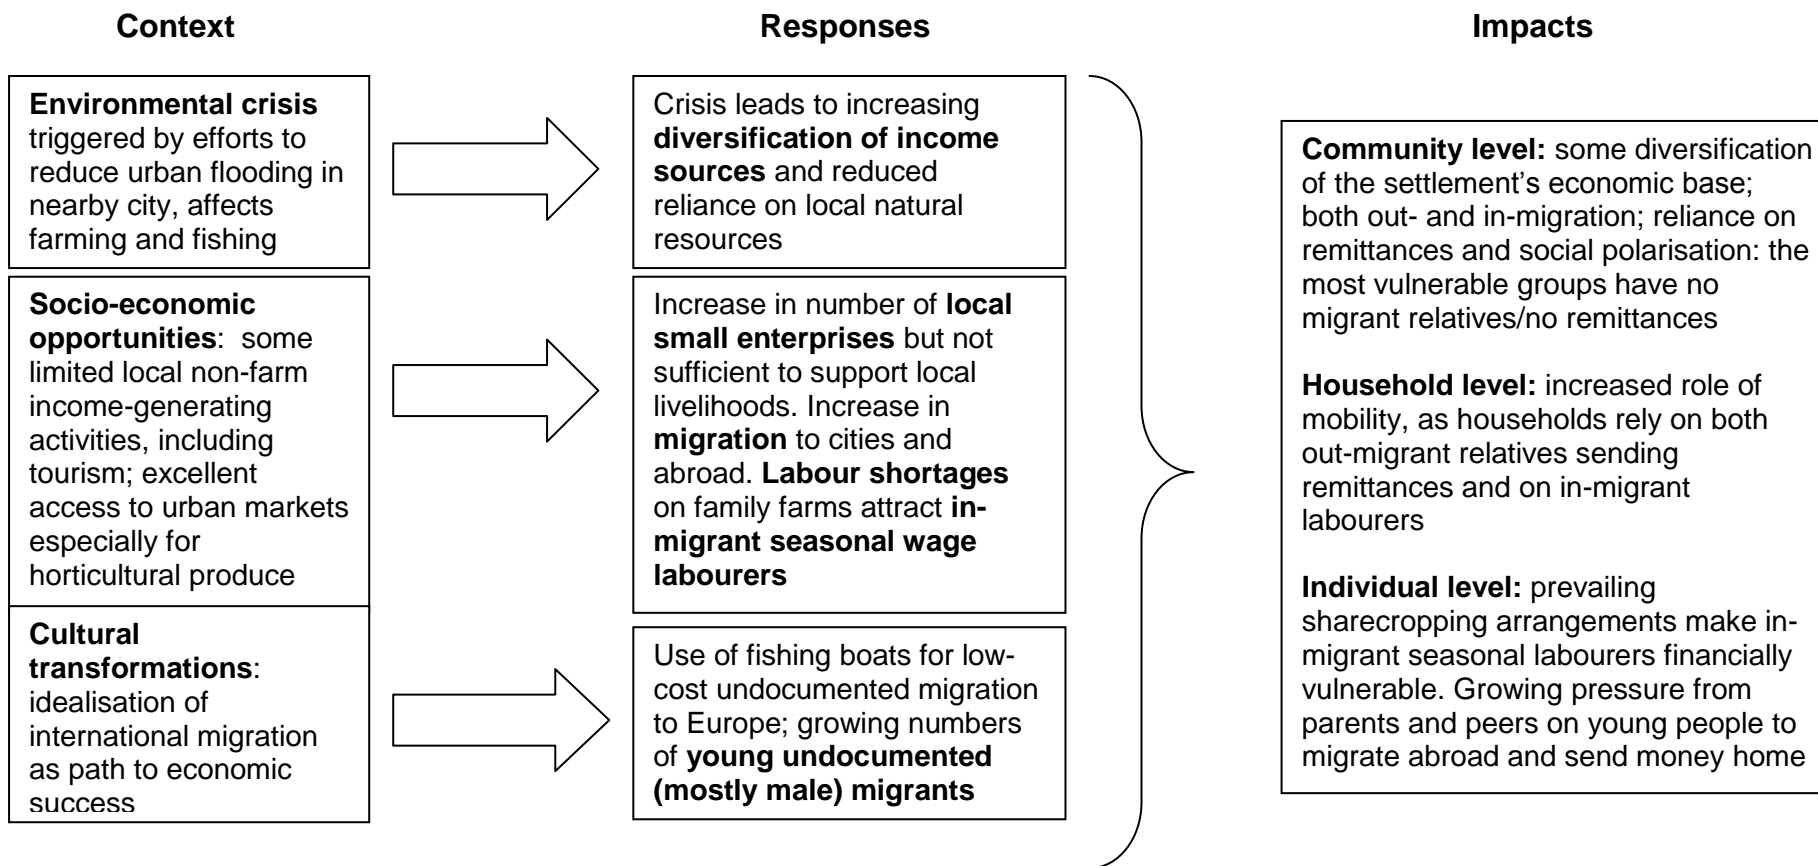 Context
Responses
Impacts
Environmental crisis
triggered by efforts to
reduce urban flooding in
nearby city, affects
farming and fishing
Crisis leads to increasing
diversification of income
sources and reduced
reliance on local natural
resources
Socio-economic
opportunities:  some
limited local non-farm
income-generating
activities, including
tourism; excellent
access to urban markets
especially for
horticultural produce
Increase in number of local
small enterprises but not
sufficient to support local
livelihoods. Increase in
migration to cities and
abroad. Labour shortages
on family farms attract in-
migrant seasonal wage
labourers
Cultural
transformations:
idealisation of
international migration
as path to economic
success
Use of fishing boats for low-
cost undocumented migration
to Europe; growing numbers
of young undocumented
(mostly male) migrants
Community level: some diversification
of the settlement’s economic base;
both out- and in-migration; reliance on
remittances and social polarisation: the
most vulnerable groups have no
migrant relatives/no remittances
Household level: increased role of
mobility, as households rely on both
out-migrant relatives sending
remittances and on in-migrant
labourers
Individual level: prevailing
sharecropping arrangements make in-
migrant seasonal labourers financially
vulnerable. Growing pressure from
parents and peers on young people to
migrate abroad and send money home